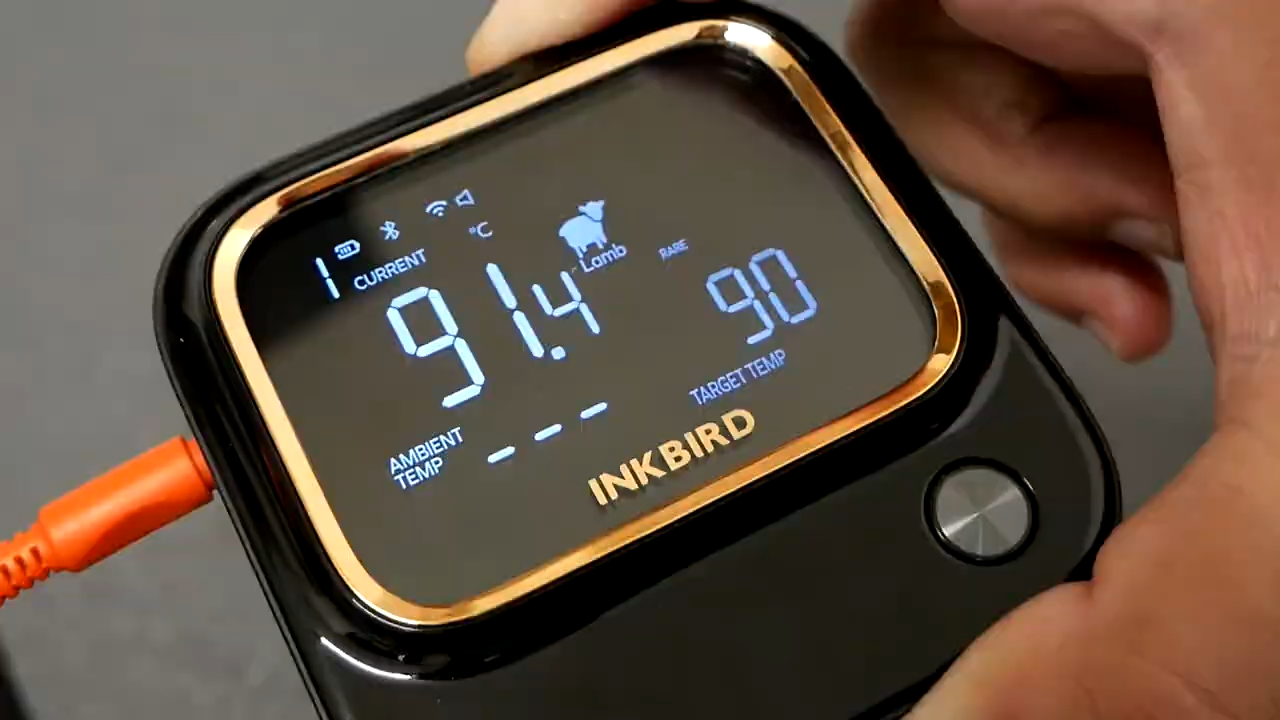 °C
1 CURRENT
Lamb
RARE
91.4
90
TARGET TEMP
AMBIENT
TEMP
- - -
INKBIRD